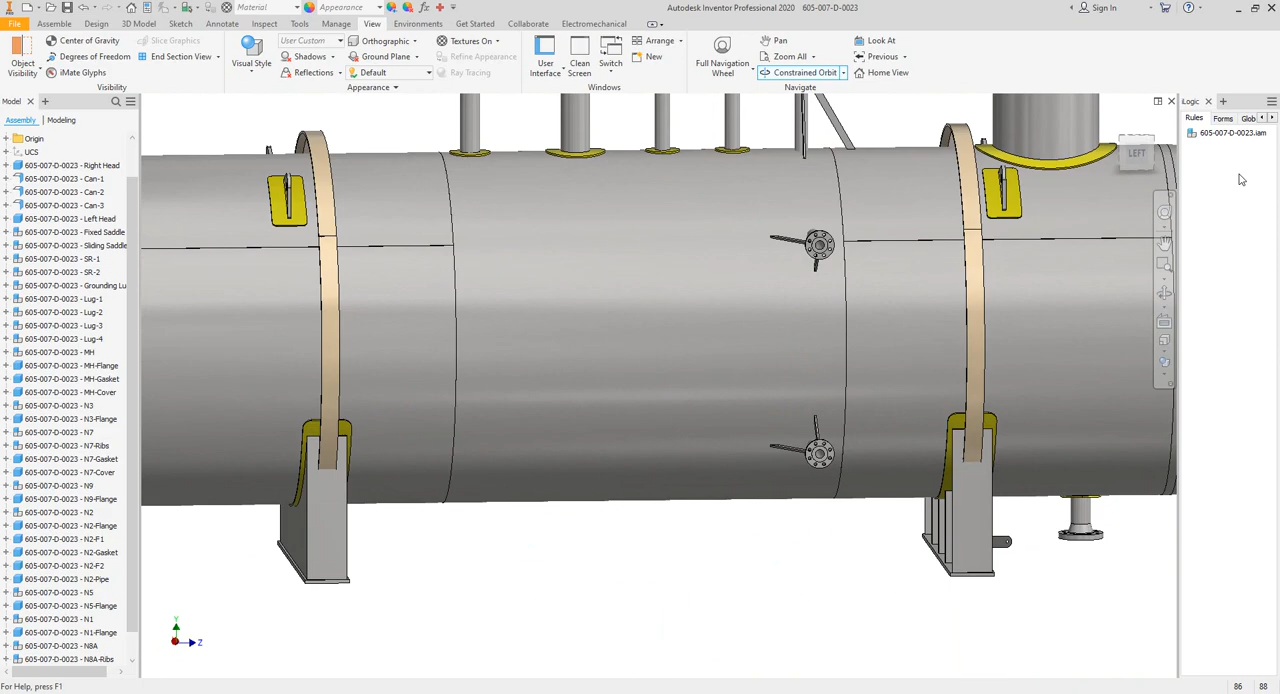 Material
Appearance
Autodesk Inventor Professional 2020 605-007-D-0023
Sign In
File
Assemble
Design
3D Model
Sketch
Annotate
Inspect
Tools
Manage
View
Environments
Get Started
Collaborate
Electromechanical
Object
Visibility
Center of Gravity
Degrees of Freedom
iMate Glyphs
Slice Graphics
End Section View
Visibility
Visual Style
User Custom
Shadows
Reflections
Orthographic
Ground Plane
Default
Textures On
Refine Appearance
Ray Tracing
Appearance
User
Interface
Clean
Screen
Switch
Arrange
New
Windows
Full Navigation
Wheel
Pan
Zoom All
Constrained Orbit
Look At
Previous
Home View
Navigate
Model
Assembly
Modeling
Origin
UCS
605-007-D-0023 - Right Head
605-007-D-0023 - Can-1
605-007-D-0023 - Can-2
605-007-D-0023 - Can-3
605-007-D-0023 - Left Head
605-007-D-0023 - Fixed Saddle
605-007-D-0023 - Sliding Saddle
605-007-D-0023 - SR-1
605-007-D-0023 - SR-2
605-007-D-0023 - Grounding Lu
605-007-D-0023 - Lug-1
605-007-D-0023 - Lug-2
605-007-D-0023 - Lug-3
605-007-D-0023 - Lug-4
605-007-D-0023 - MH
605-007-D-0023 - MH-Flange
605-007-D-0023 - MH-Gasket
605-007-D-0023 - MH-Cover
605-007-D-0023 - N3
605-007-D-0023 - N3-Flange
605-007-D-0023 - N7
605-007-D-0023 - N7-Ribs
605-007-D-0023 - N7-Gasket
605-007-D-0023 - N7-Cover
605-007-D-0023 - N9
605-007-D-0023 - N9-Flange
605-007-D-0023 - N2
605-007-D-0023 - N2-Flange
605-007-D-0023 - N2-F1
605-007-D-0023 - N2-Gasket
605-007-D-0023 - N2-F2
605-007-D-0023 - N2-Pipe
605-007-D-0023 - N5
605-007-D-0023 - N5-Flange
605-007-D-0023 - N1
605-007-D-0023 - N1-Flange
605-007-D-0023 - N8A
605-007-D-0023 - N8A-Ribs
LEFT
Y
Z
iLogic
Rules
Forms
Glob
605-007-D-0023.iam
For Help, press F1
86
88